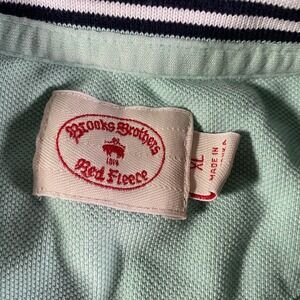 Brooks Brothers
1818
Red Fleece
XL
MADE IN